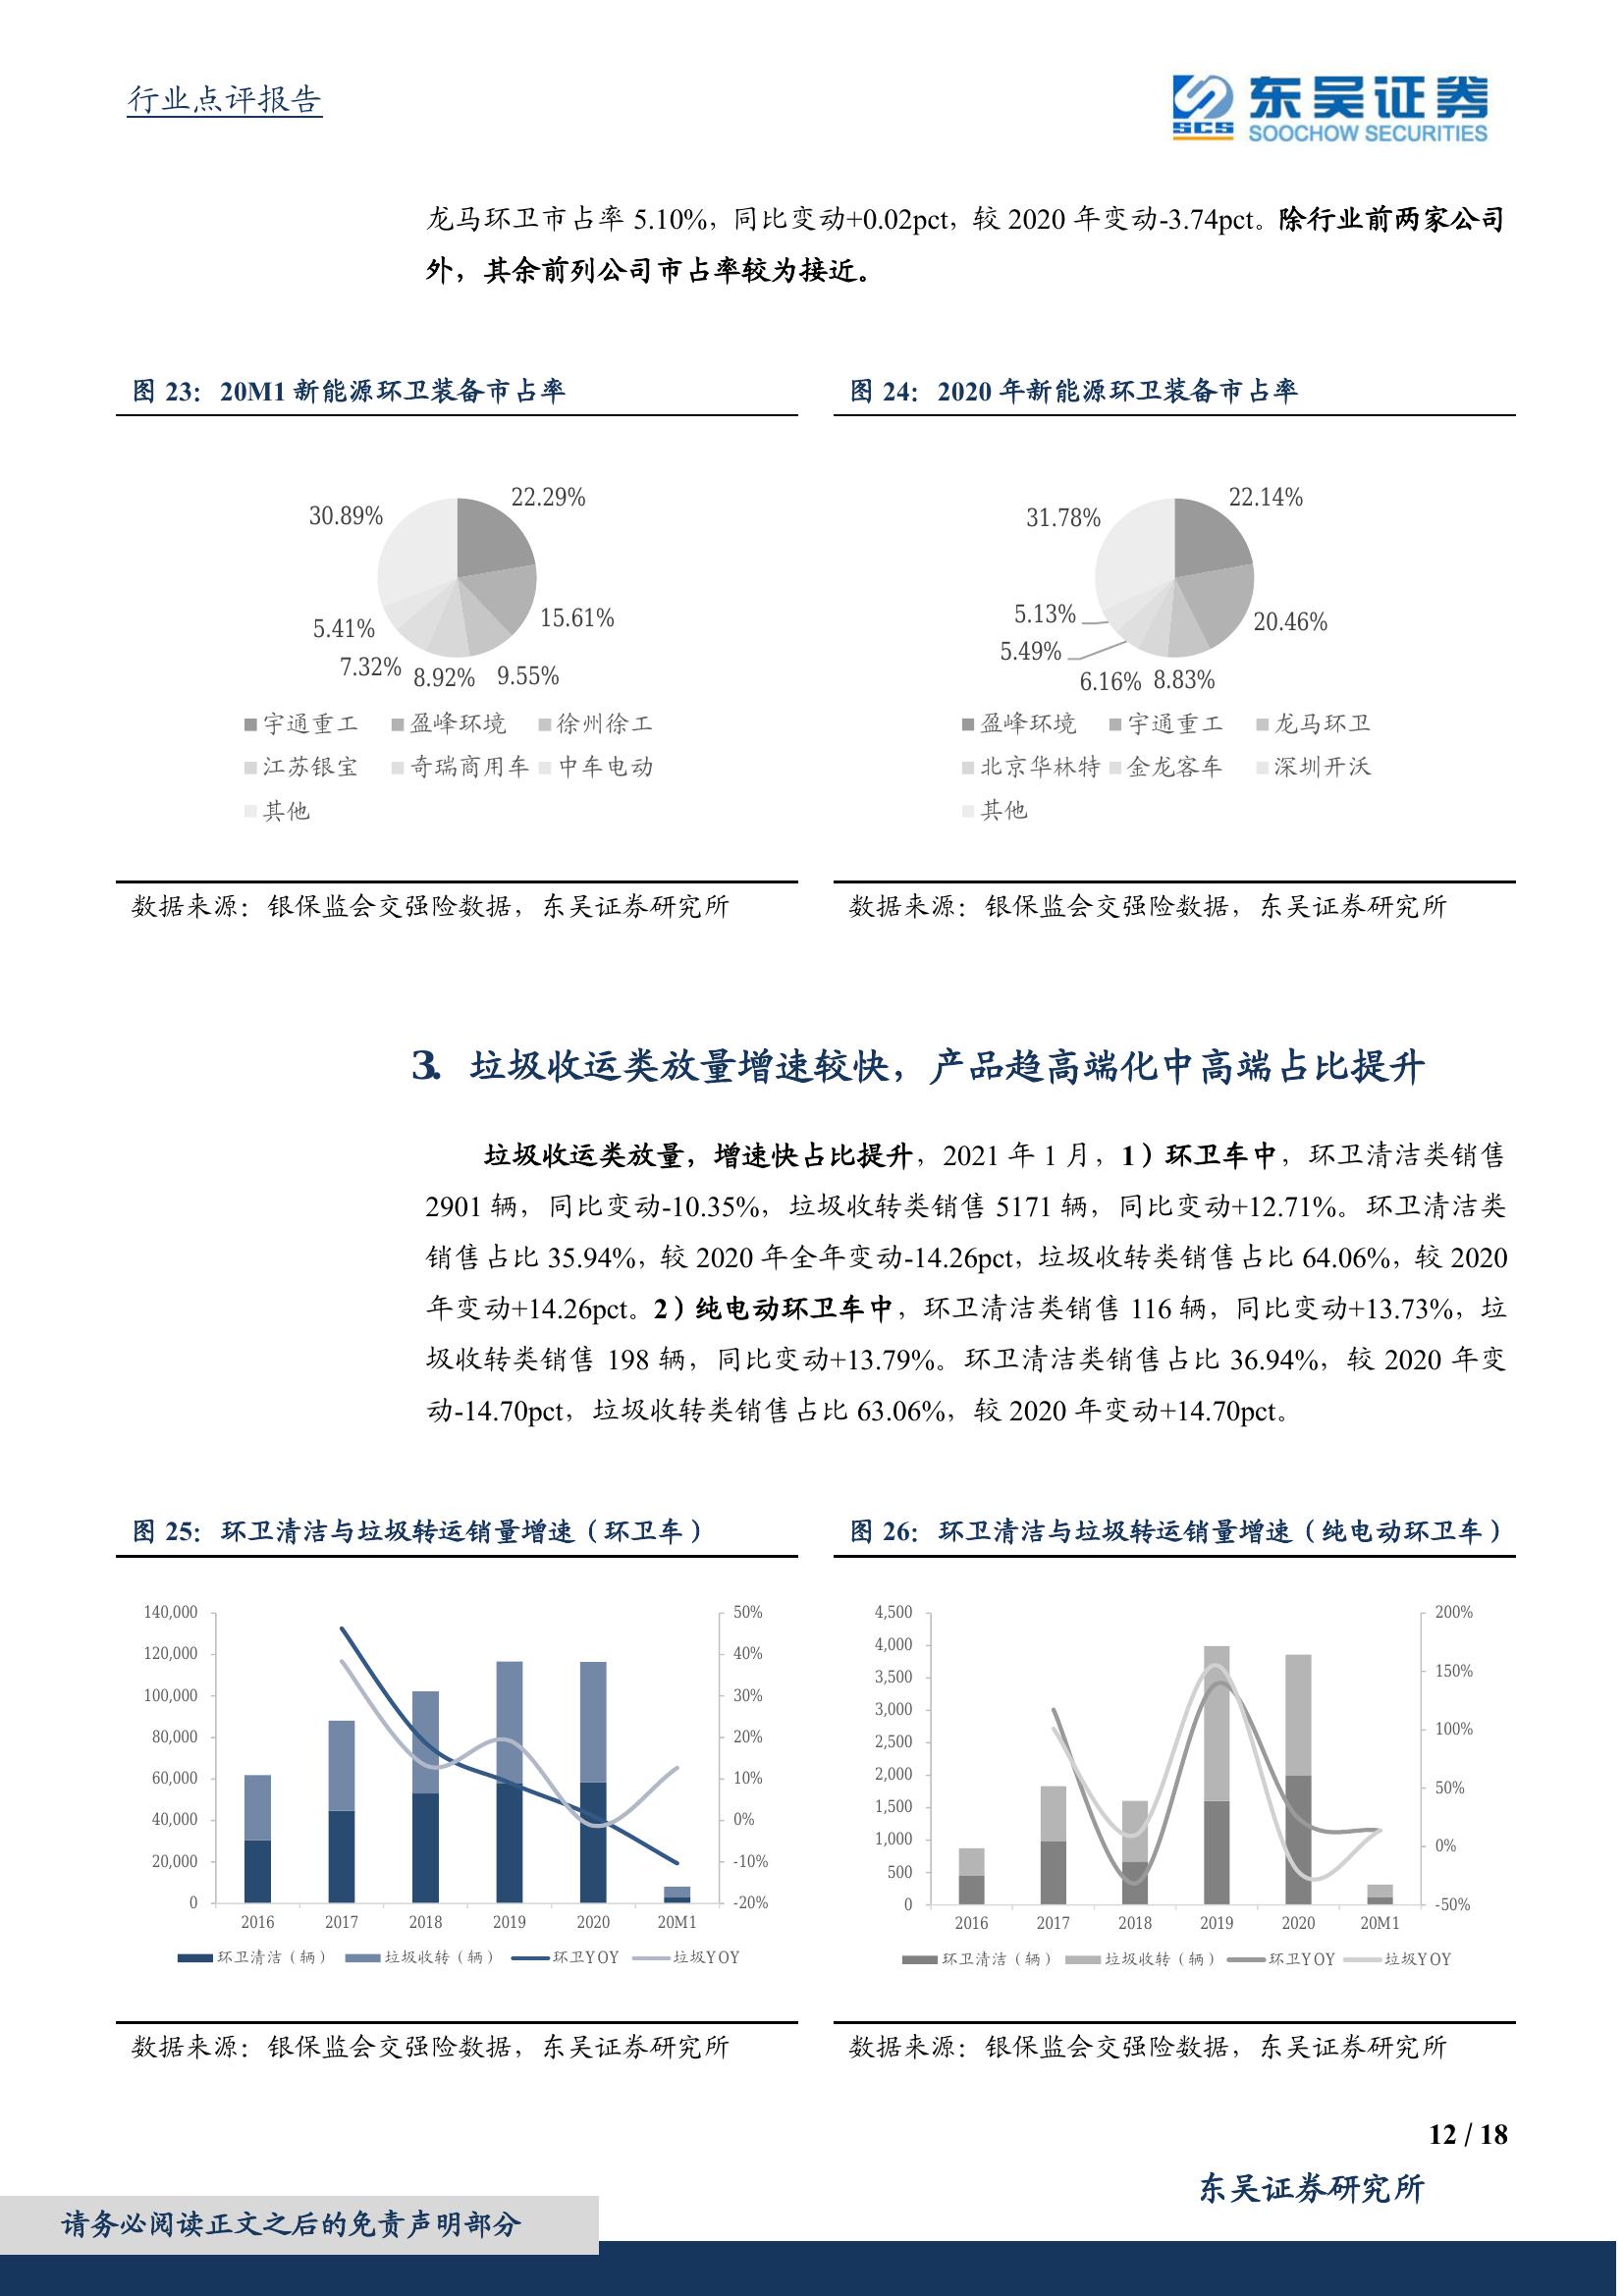 行业点评报告
SCS
东吴证券
SOOCHOW SECURITIES
龙马环卫市占率 5.10%，同比变动+0.02pct，较 2020 年变动-3.74pct。除行业前两家公司
外，其余前列公司市占率较为接近。
图 23：20M1 新能源环卫装备市占率
22.29%
30.89%
15.61%
5.41%
7.32%
8.92%
9.55%
宇通重工 盈峰环境 徐州徐工
江苏银宝 奇瑞商用车 中车电动
其他
数据来源：银保监会交强险数据，东吴证券研究所
图 24：2020 年新能源环卫装备市占率
22.14%
31.78%
5.13%
20.46%
5.49%
6.16%
8.83%
盈峰环境 宇通重工 龙马环卫
北京华林特 金龙客车 深圳开沃
其他
数据来源：银保监会交强险数据，东吴证券研究所
3. 垃圾收运类放量增速较快，产品趋高端化中高端占比提升
垃圾收运类放量，增速快占比提升，2021 年 1 月，1）环卫车中，环卫清洁类销售
2901 辆，同比变动-10.35%，垃圾收转类销售 5171 辆，同比变动+12.71%。环卫清洁类
销售占比 35.94%，较 2020 年全年变动-14.26pct，垃圾收转类销售占比 64.06%，较 2020
年变动+14.26pct。2）纯电动环卫车中，环卫清洁类销售 116 辆，同比变动+13.73%，垃
圾收转类销售 198 辆，同比变动+13.79%。环卫清洁类销售占比 36.94%，较 2020 年变
动-14.70pct，垃圾收转类销售占比 63.06%，较 2020 年变动+14.70pct。
图 25：环卫清洁与垃圾转运销量增速（环卫车）
140,000 50%
120,000 40%
100,000 30%
80,000 20%
60,000 10%
40,000 0%
20,000 -10%
0 -20%
2016 2017 2018 2019 2020 20M1
环卫清洁（辆） 垃圾收转（辆） 环卫YOY 垃圾YOY
数据来源：银保监会交强险数据，东吴证券研究所
图 26：环卫清洁与垃圾转运销量增速（纯电动环卫车）
4,500 200%
4,000
3,500 150%
3,000
2,500 100%
2,000
1,500 50%
1,000 0%
500
0 -50%
2016 2017 2018 2019 2020 20M1
环卫清洁（辆） 垃圾收转（辆） 环卫YOY 垃圾YOY
数据来源：银保监会交强险数据，东吴证券研究所
12 / 18
东吴证券研究所
请务必阅读正文之后的免责声明部分